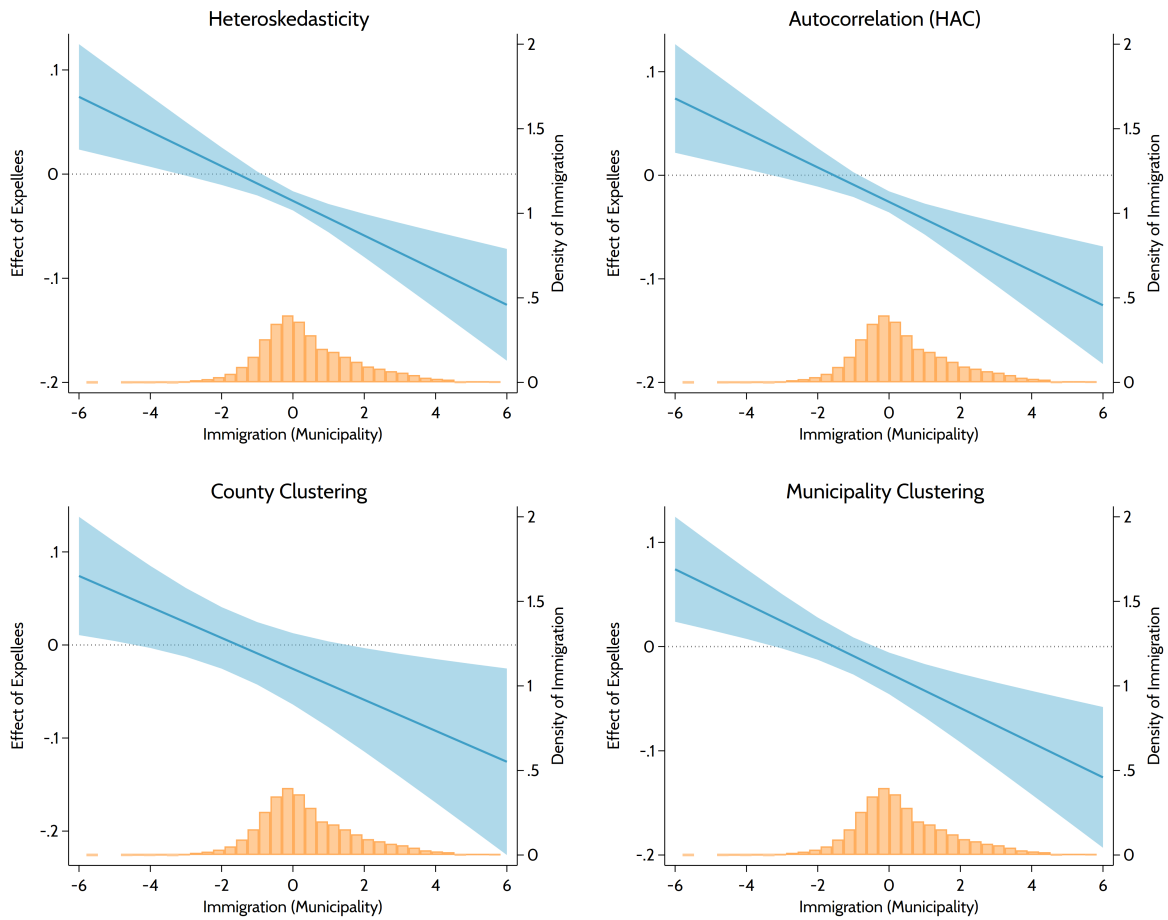 Heteroskedasticity
Effect of Expellees
.1
0
-.1
-.2
2
1.5
1
.5
0
Density of Immigration
-6 -4 -2 0 2 4 6
Immigration (Municipality)
Autocorrelation (HAC)
Effect of Expellees
.1
0
-.1
-.2
2
1.5
1
.5
0
Density of Immigration
-6 -4 -2 0 2 4 6
Immigration (Municipality)
County Clustering
Effect of Expellees
.1
0
-.1
-.2
2
1.5
1
.5
0
Density of Immigration
-6 -4 -2 0 2 4 6
Immigration (Municipality)
Municipality Clustering
Effect of Expellees
.1
0
-.1
-.2
2
1.5
1
.5
0
Density of Immigration
-6 -4 -2 0 2 4 6
Immigration (Municipality)